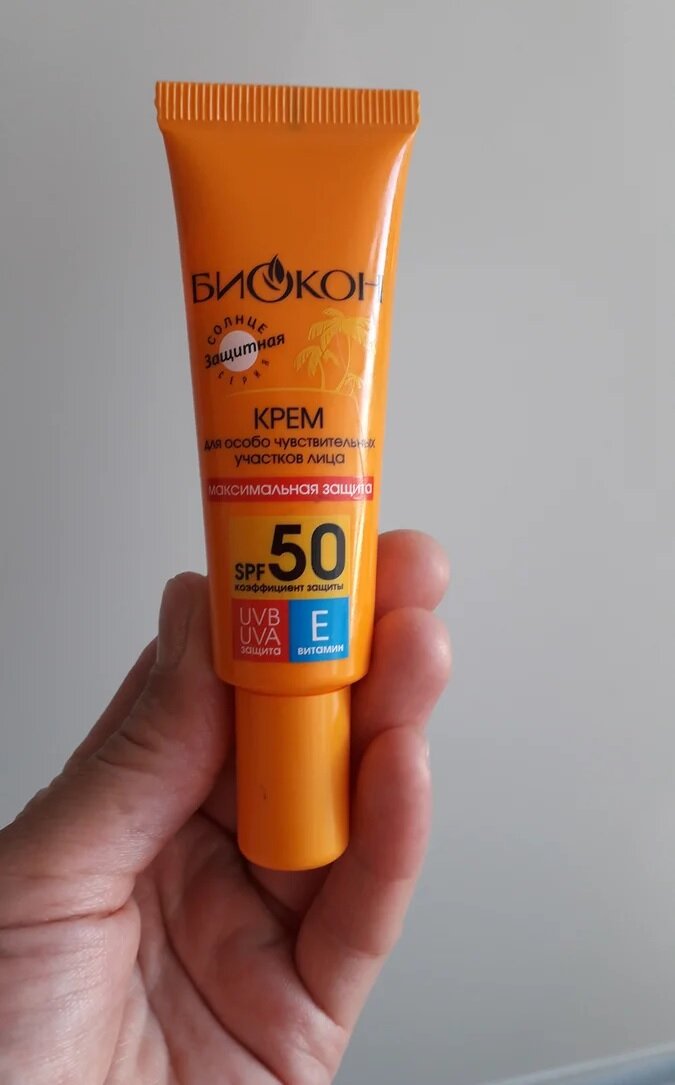 БИОКОН
СОЛНЦЕ
Защитная
СЕРИЯ
КРЕМ
для особо чувствительных
участков лица
максимальная защита
SPF 50
коэффициент защиты
UVB
UVA
защита
E
витамин